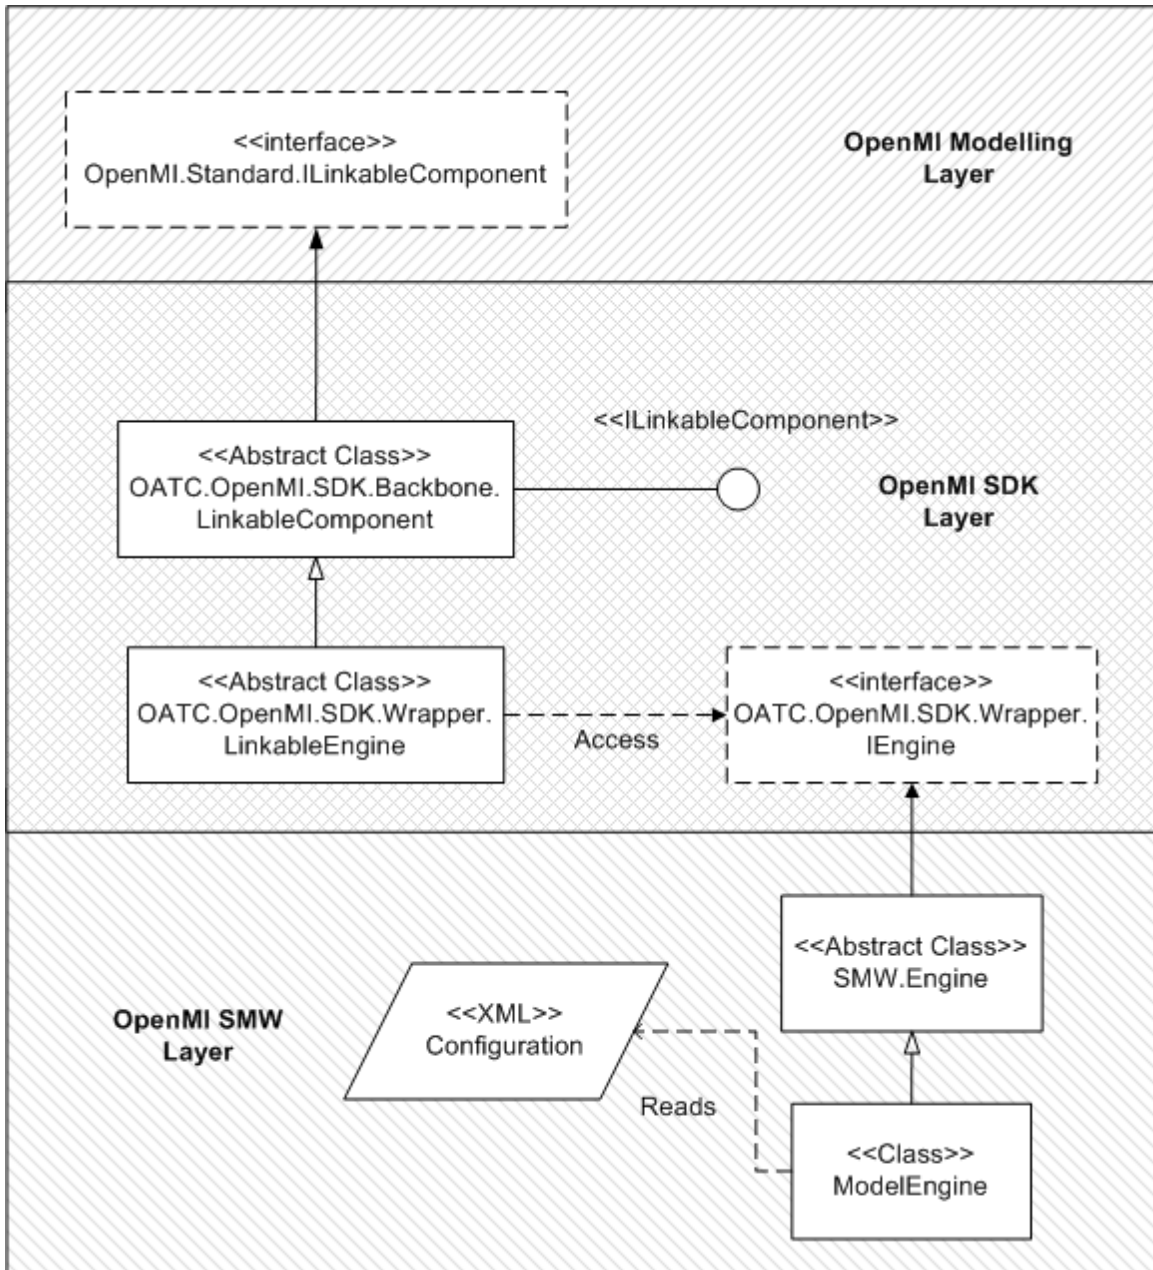 <<interface>>
OpenMI.Standard.ILinkableComponent
OpenMI Modelling
Layer
<<ILinkableComponent>>
<<Abstract Class>>
OATC.OpenMI.SDK.Backbone.
LinkableComponent
OpenMI SDK
Layer
<<Abstract Class>>
OATC.OpenMI.SDK.Wrapper.
LinkableEngine
Access
<<interface>>
OATC.OpenMI.SDK.Wrapper.
IEngine
<<Abstract Class>>
SMW.Engine
OpenMI SMW
Layer
<<XML>>
Configuration
Reads
<<Class>>
ModelEngine